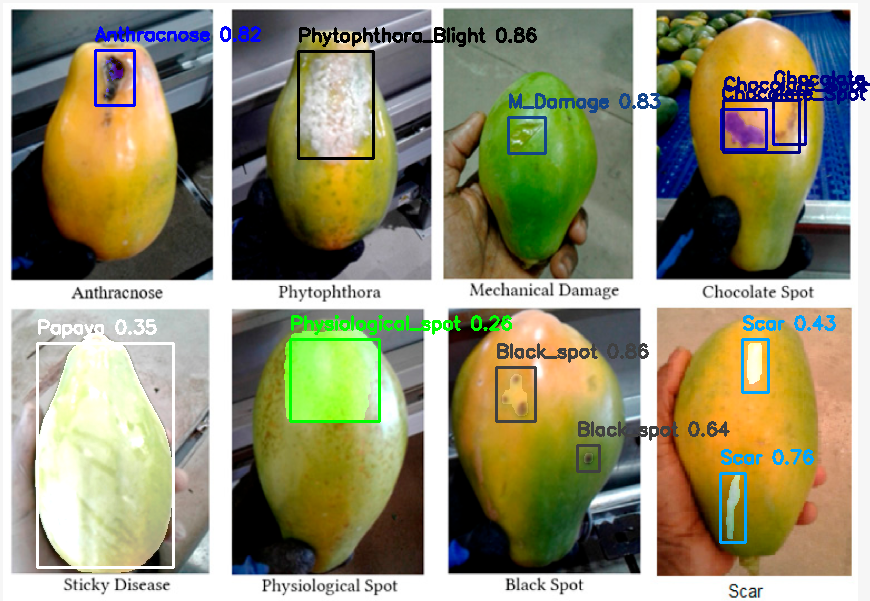 Anthracnose 0.82
Phytophthora_Blight 0.86
M_Damage 0.83
Chocolate
Chocolate_Spot
Chocolate_Spot
Anthracnose
Phytophthora
Mechanical Damage
Chocolate Spot
Papaya 0.35
Physiological_spot 0.26
Black_spot 0.86
Black_spot 0.64
Scar 0.43
Scar 0.76
Sticky Disease
Physiological Spot
Black Spot
Scar